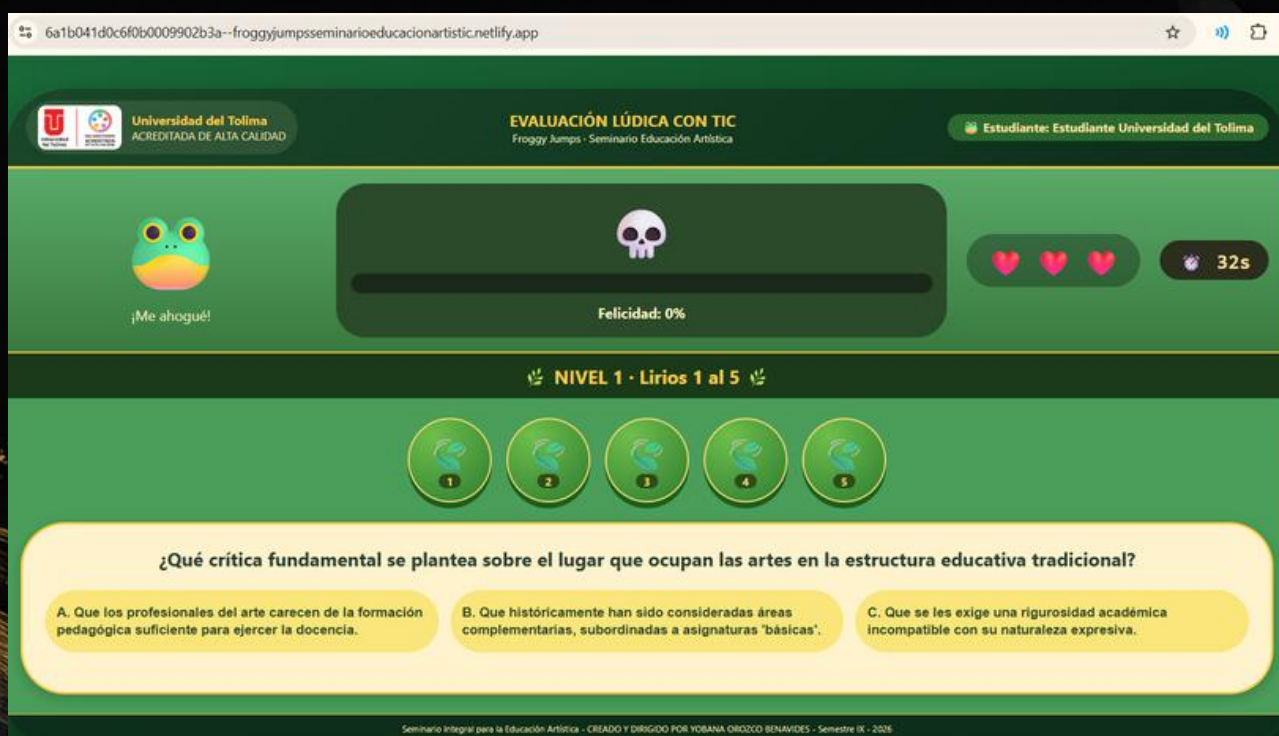 6a1b041d0c6f0b0009902b3a--froggyjumpsseminarioeducacionartistic.netlify.app
Universidad del Tolima
ACREDITADA DE ALTA CALIDAD
EVALUACIÓN LÚDICA CON TIC
Froggy Jumps · Seminario Educación Artística
Estudiante: Estudiante Universidad del Tolima
¡Me ahogué!
Felicidad: 0%
32s
NIVEL 1 · Lirios 1 al 5
1
2
3
4
5
¿Qué crítica fundamental se plantea sobre el lugar que ocupan las artes en la estructura educativa tradicional?
A. Que los profesionales del arte carecen de la formación
pedagógica suficiente para ejercer la docencia.
B. Que históricamente han sido consideradas áreas
complementarias, subordinadas a asignaturas 'básicas'.
C. Que se les exige una rigurosidad académica
incompatible con su naturaleza expresiva.
Seminario Integral para la Educación Artística - CREADO Y DIRIGIDO POR YOBANA OROZCO BENAVIDES - Semestre IX - 2026